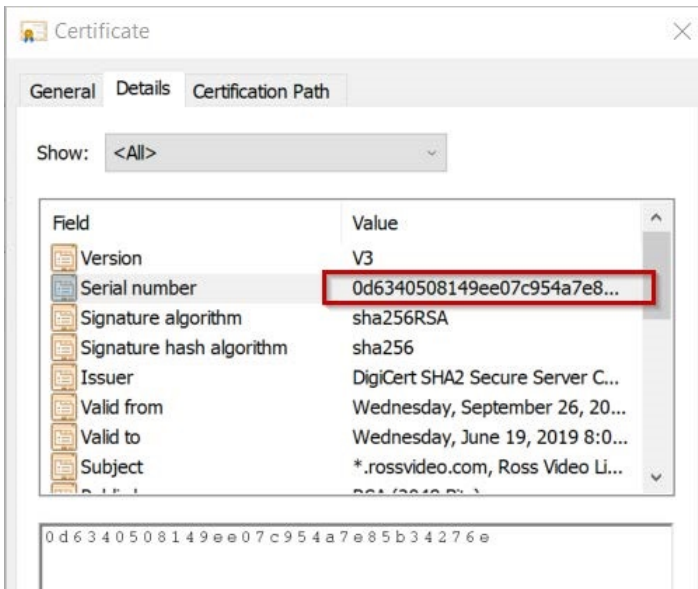 Certificate
General Details Certification Path
Show: <All>
Field Value
Version V3
Serial number 0d6340508149ee07c954a7e8...
Signature algorithm sha256RSA
Signature hash algorithm sha256
Issuer DigiCert SHA2 Secure Server C...
Valid from Wednesday, September 26, 20...
Valid to Wednesday, June 19, 2019 8:0...
Subject *.rossvideo.com, Ross Video Li...
0d6340508149ee07c954a7e85b34276e